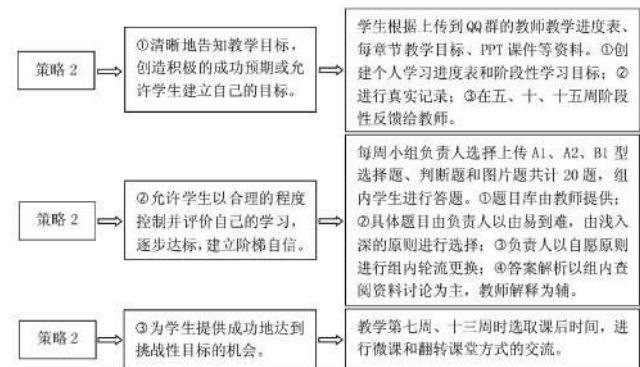 策略 2
①清晰地告知教学目标，
创造积极的成功预期或允
许学生建立自己的目标。
学生根据上传到 QQ 群的教师教学进度表、
每章节教学目标、PPT 课件等资料。①创
建个人学习进度表和阶段性学习目标；②
进行真实记录；③在五、十、十五周阶段
性反馈给教师。
策略 2
②允许学生以合理的程度
控制并评价自己的学习，
逐步达标，建立阶梯自信。
每周小组负责人选择上传 A1、A2、B1 型
选择题、判断题和图片题共计 20 题，组
内学生进行答题。①题目库由教师提供；
②具体题目由负责人以由易到难，由浅入
深的原则进行选择；③负责人以自愿原则
进行组内轮流更换；④答案解析以组内查
阅资料讨论为主，教师解释为辅。
策略 2
③为学生提供成功地达到
挑战性目标的机会。
教学第七周、十三周时选取课后时间，进
行微课和翻转课堂方式的交流。